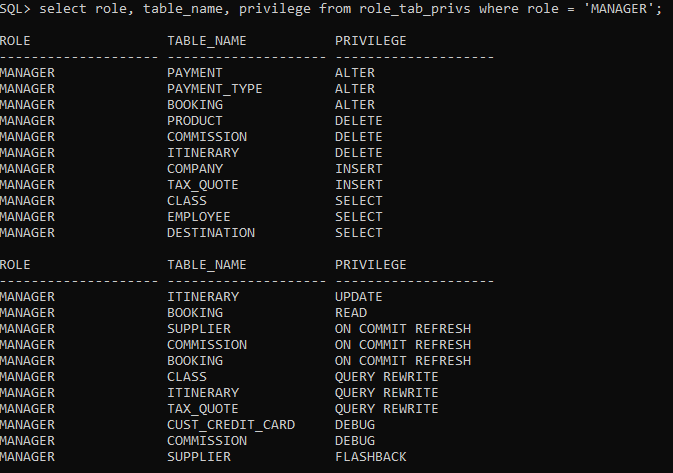 SQL> select role, table_name, privilege from role_tab_privs where role = 'MANAGER';
ROLE TABLE_NAME PRIVILEGE
-------------------- -------------------- --------------------
MANAGER PAYMENT ALTER
MANAGER PAYMENT_TYPE ALTER
MANAGER BOOKING ALTER
MANAGER PRODUCT DELETE
MANAGER COMMISSION DELETE
MANAGER ITINERARY DELETE
MANAGER COMPANY INSERT
MANAGER TAX_QUOTE INSERT
MANAGER CLASS SELECT
MANAGER EMPLOYEE SELECT
MANAGER DESTINATION SELECT
ROLE TABLE_NAME PRIVILEGE
-------------------- -------------------- --------------------
MANAGER ITINERARY UPDATE
MANAGER BOOKING READ
MANAGER SUPPLIER ON COMMIT REFRESH
MANAGER COMMISSION ON COMMIT REFRESH
MANAGER BOOKING ON COMMIT REFRESH
MANAGER CLASS QUERY REWRITE
MANAGER ITINERARY QUERY REWRITE
MANAGER TAX_QUOTE QUERY REWRITE
MANAGER CUST_CREDIT_CARD DEBUG
MANAGER COMMISSION DEBUG
MANAGER SUPPLIER FLASHBACK